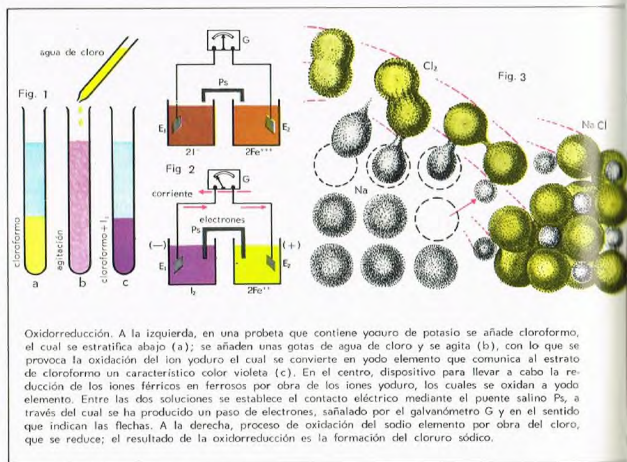 agua de cloro
Fig. 1
cloroformo
agitación
cloroformo + I₂
a
b
c
G
Ps
E₁
E₂
2I⁻
2Fe⁺⁺⁺
Fig 2
G
corriente
electrones
Ps
(—)
(+)
E₁
E₂
I₂
2Fe⁺⁺
Cl₂
Fig. 3
Na Cl
Na
Oxidorreducción. A la izquierda, en una probeta que contiene yoduro de potasio se añade cloroformo,
el cual se estratifica abajo (a); se añaden unas gotas de agua de cloro y se agita (b), con lo que se
provoca la oxidación del ion yoduro el cual se convierte en yodo elemento que comunica al estrato
de cloroformo un característico color violeta (c). En el centro, dispositivo para llevar a cabo la re-
ducción de los iones férricos en ferrosos por obra de los iones yoduro, los cuales se oxidan a yodo
elemento. Entre las dos soluciones se establece el contacto eléctrico mediante el puente salino Ps, a
través del cual se ha producido un paso de electrones, señalado por el galvanómetro G y en el sentido
que indican las flechas. A la derecha, proceso de oxidación del sodio elemento por obra del cloro,
que se reduce; el resultado de la oxidorreducción es la formación del cloruro sódico.